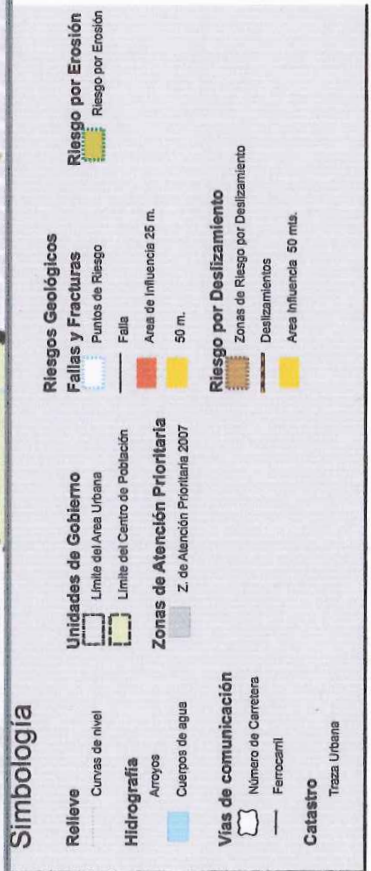 Simbología
Relieve
Curvas de nivel
Hidrografía
Arroyos
Cuerpos de agua
Vías de comunicación
Número de Carretera
Ferrocarril
Catastro
Traza Urbana
Unidades de Gobierno
Límite del Area Urbana
Límite del Centro de Población
Zonas de Atención Prioritaria
Z. de Atención Prioritaria 2007
Riesgos Geológicos
Fallas y Fracturas
Puntos de Riesgo
Falla
Area de Influencia 25 m.
50 m.
Riesgo por Deslizamiento
Zonas de Riesgo por Deslizamiento
Deslizamientos
Area Influencia 50 mts.
Riesgo por Erosión
Riesgo por Erosión